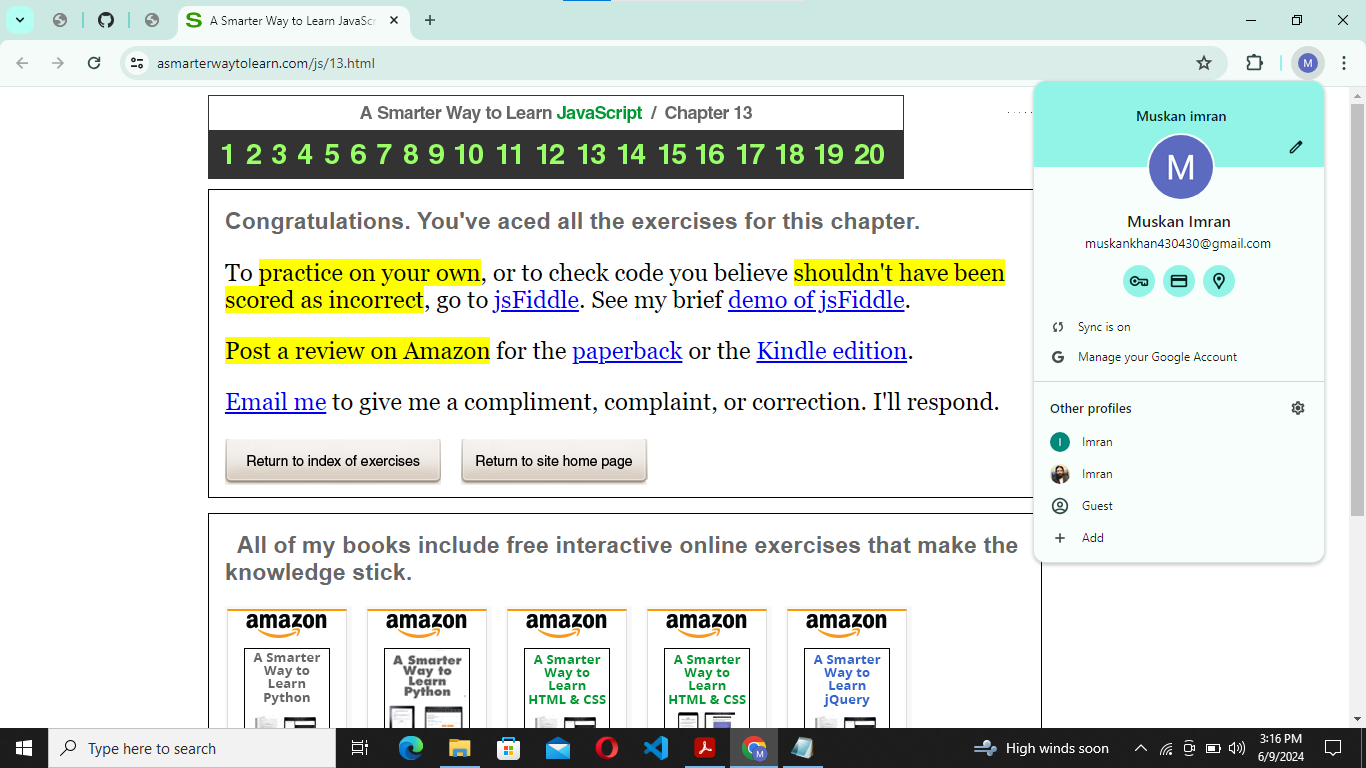 A Smarter Way to Learn JavaScr
asmarterwaytolearn.com/js/13.html
M
A Smarter Way to Learn JavaScript / Chapter 13
1 2 3 4 5 6 7 8 9 10 11 12 13 14 15 16 17 18 19 20
Congratulations. You've aced all the exercises for this chapter.
To practice on your own, or to check code you believe shouldn't have been
scored as incorrect, go to jsFiddle. See my brief demo of jsFiddle.
Post a review on Amazon for the paperback or the Kindle edition.
Email me to give me a compliment, complaint, or correction. I'll respond.
Return to index of exercises
Return to site home page
All of my books include free interactive online exercises that make the
knowledge stick.
amazon
A Smarter
Way to
Learn
Python
amazon
A Smarter
Way to
Learn
Python
amazon
A Smarter
Way to
Learn
HTML & CSS
amazon
A Smarter
Way to
Learn
HTML & CSS
amazon
A Smarter
Way to
Learn
jQuery
Muskan imran
M
Muskan Imran
muskankhan430430@gmail.com
Sync is on
G Manage your Google Account
Other profiles
I Imran
Imran
Guest
Add
Type here to search
M
High winds soon
3:16 PM
6/9/2024